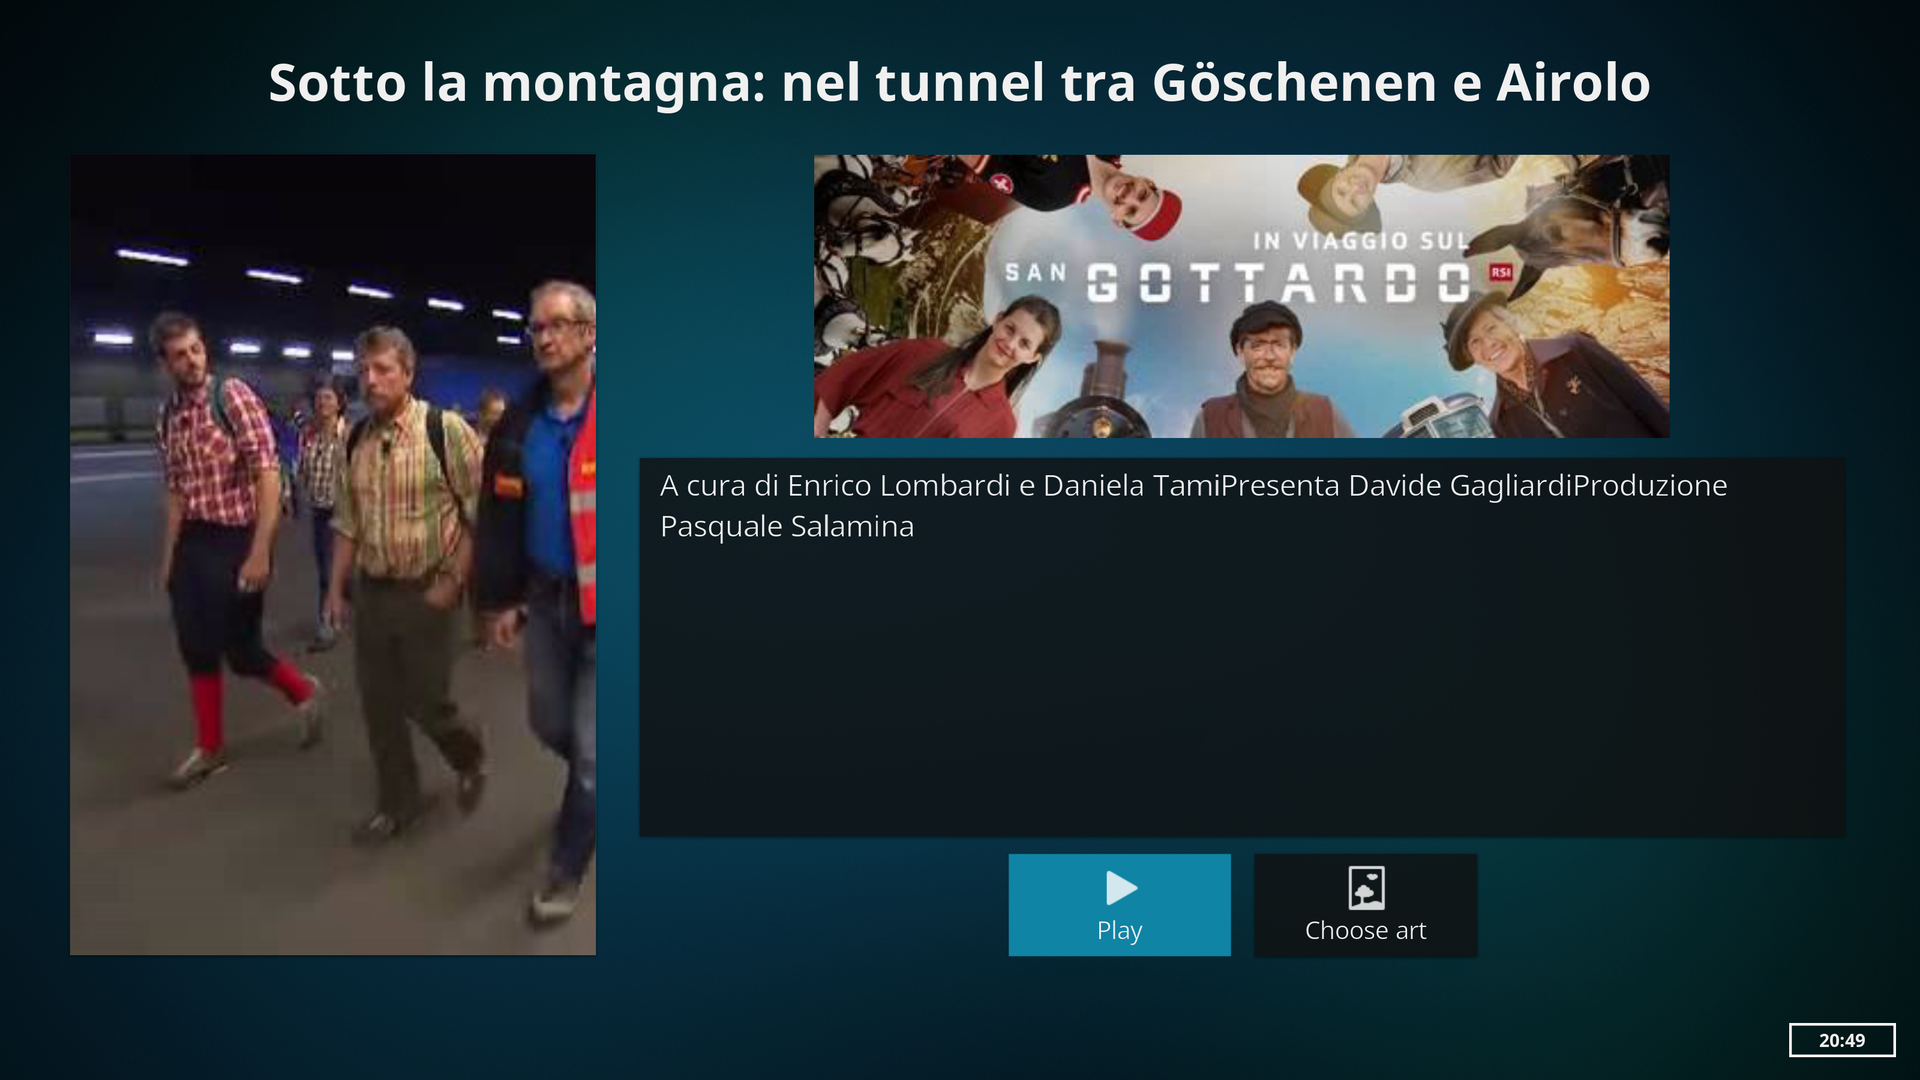 Sotto la montagna: nel tunnel tra Göschenen e Airolo
IN VIAGGIO SUL
SAN GOTTARDO RSI
A cura di Enrico Lombardi e Daniela TamiPresenta Davide GagliardiProduzione
Pasquale Salamina
Play
Choose art
20:49